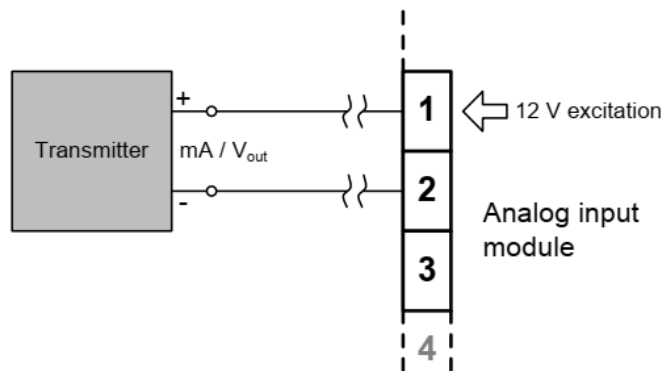 Transmitter
+
mA / Vout
-
1
2
3
4
12 V excitation
Analog input
module